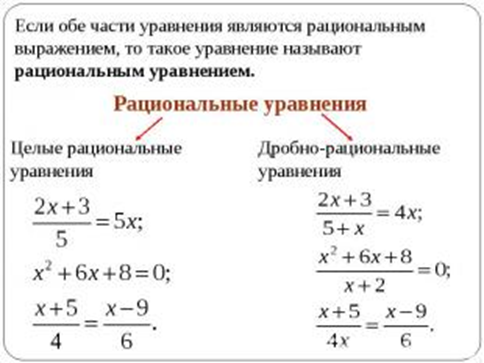 Если обе части уравнения являются рациональным
выражением, то такое уравнение называют
рациональным уравнением.
Рациональные уравнения
Целые рациональные
уравнения
(2x+3)/5 = 5x;
x² + 6x + 8 = 0;
(x+5)/4 = (x−9)/6.
Дробно-рациональные
уравнения
(2x+3)/(5+x) = 4x;
(x² + 6x + 8)/(x+2) = 0;
(x+5)/(4x) = (x−9)/6.